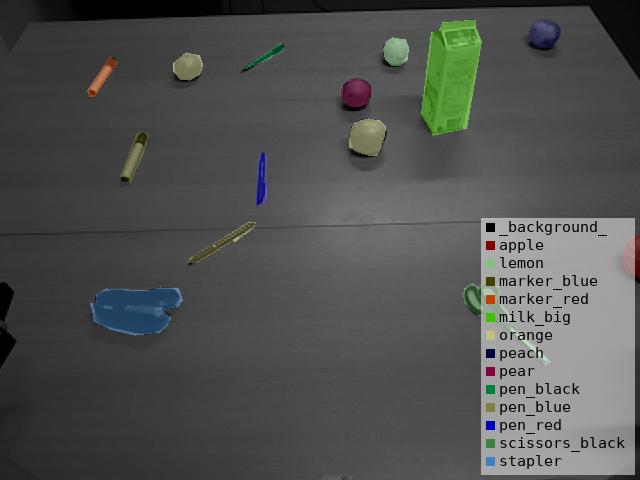 _background_
apple
lemon
marker_blue
marker_red
milk_big
orange
peach
pear
pen_black
pen_blue
pen_red
scissors_black
stapler